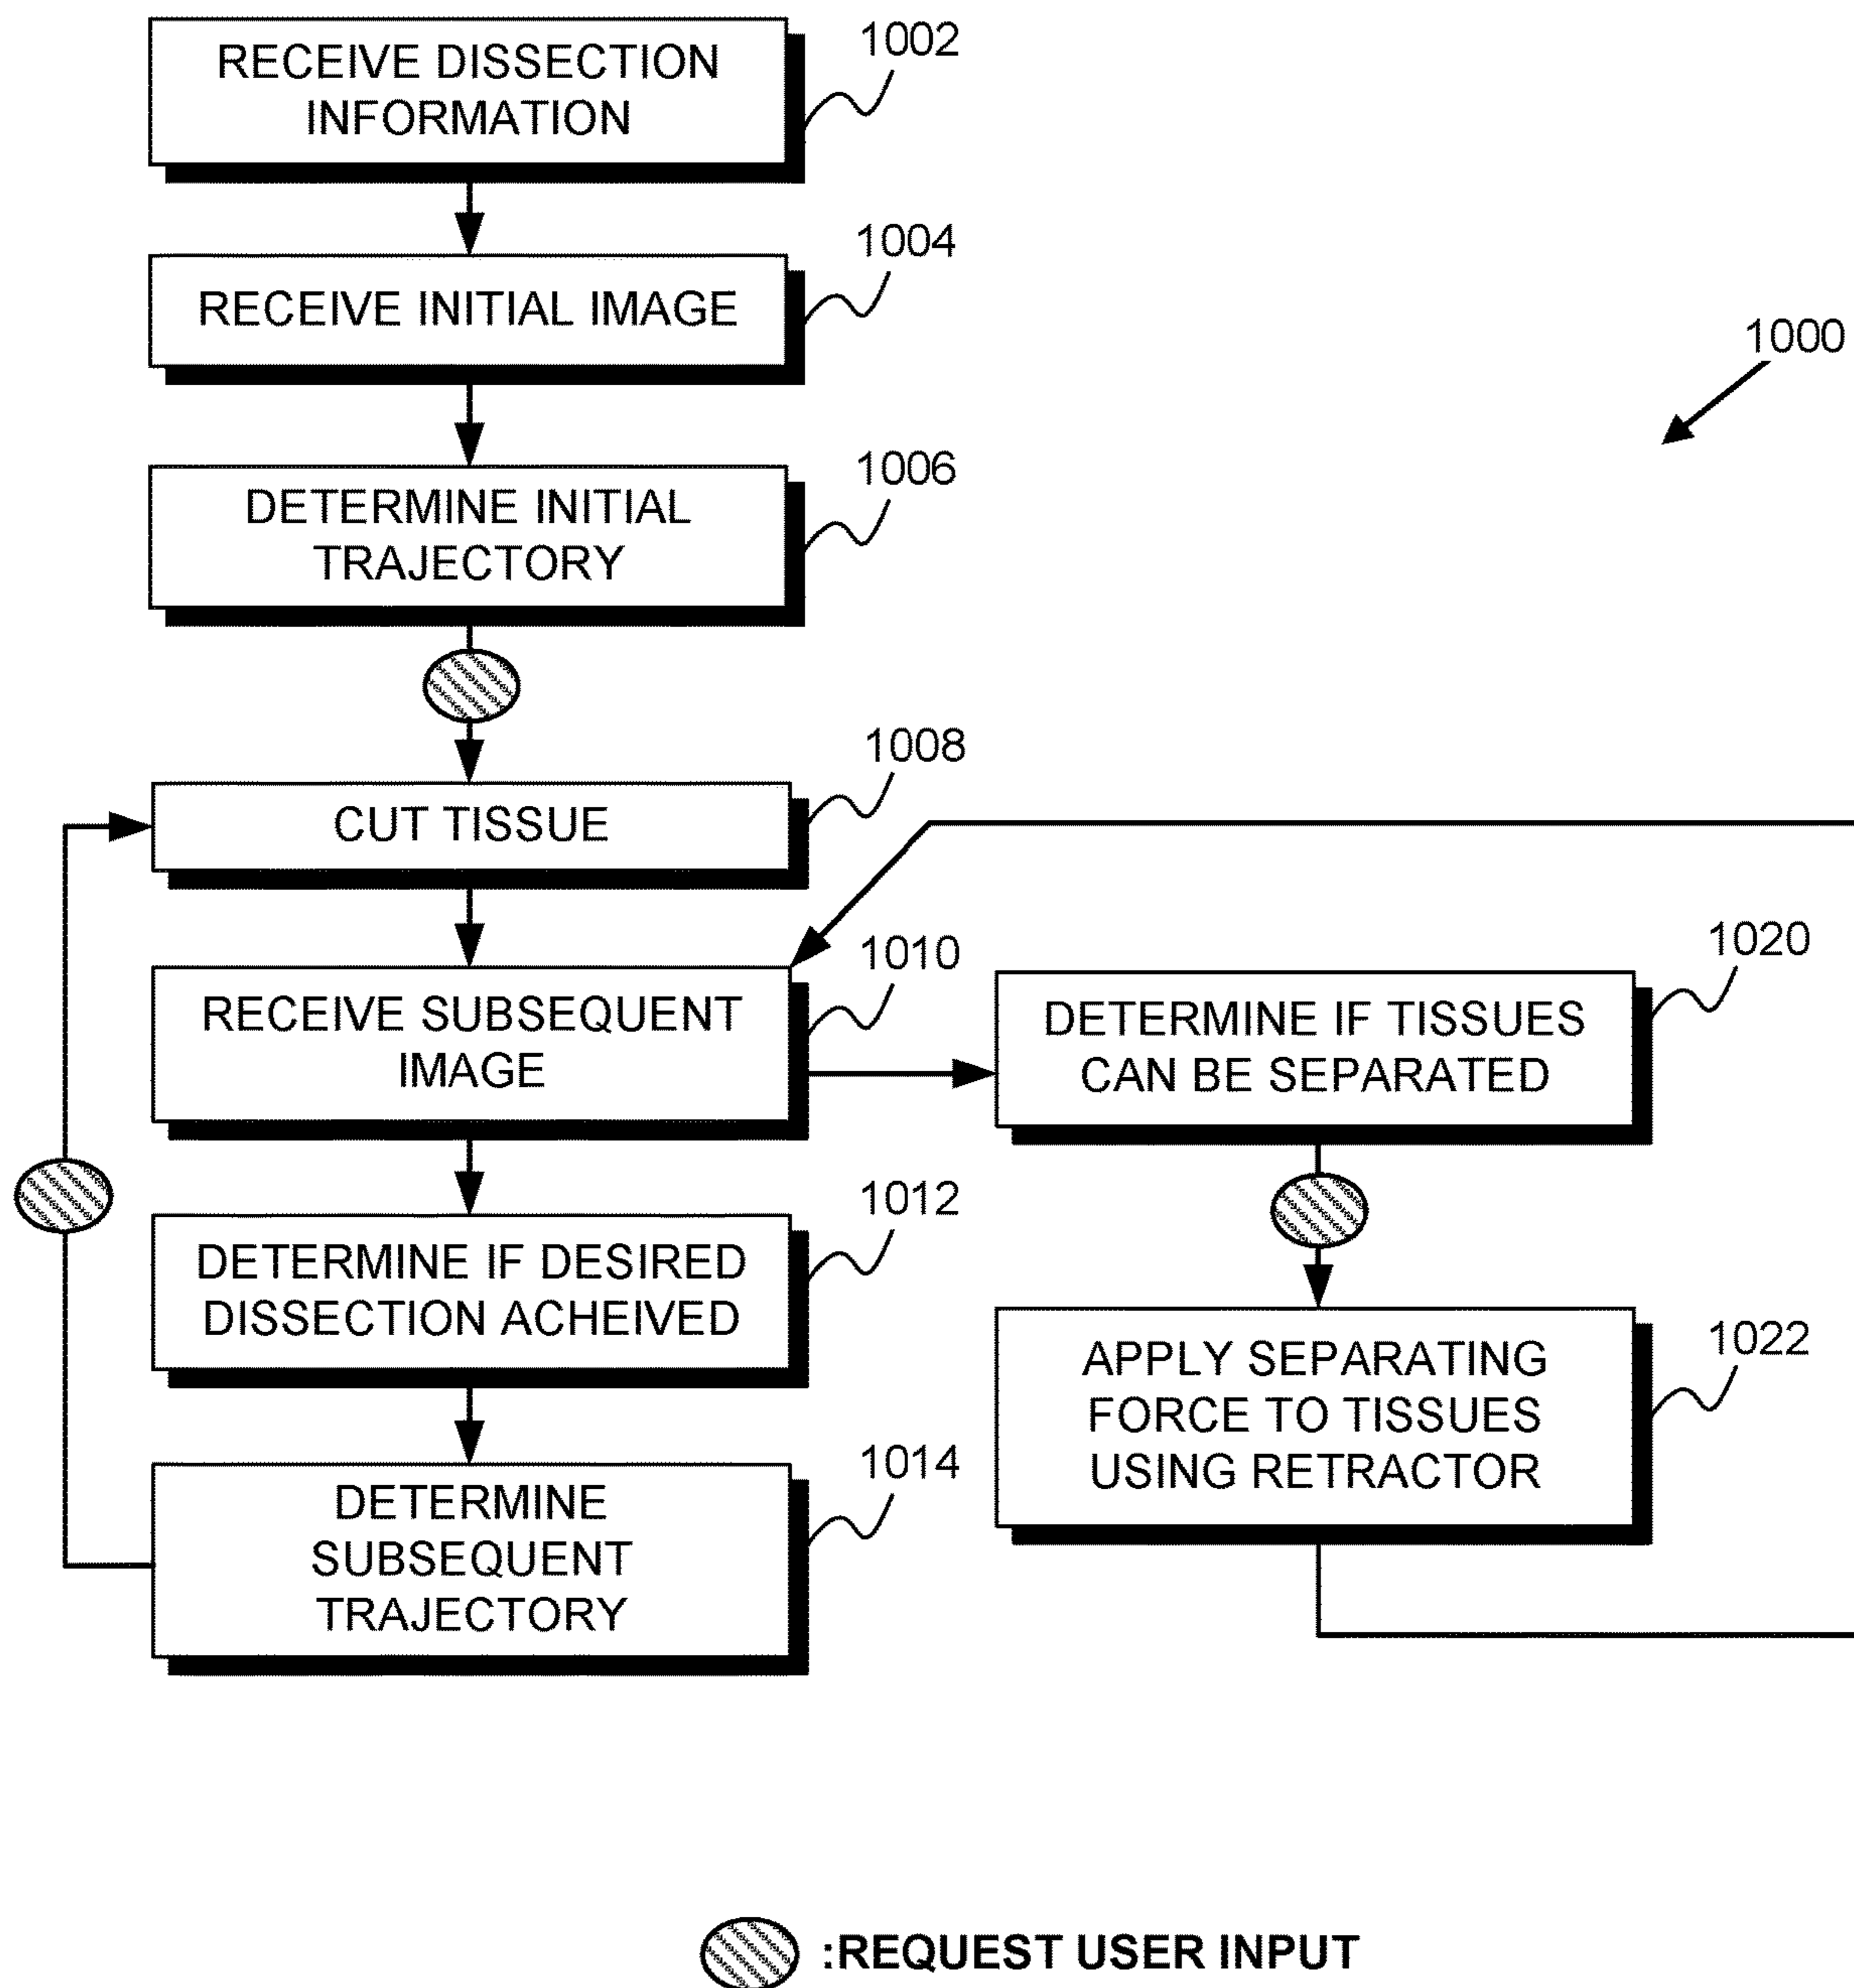 RECEIVE DISSECTION
INFORMATION
1002
RECEIVE INITIAL IMAGE
1004
1000
DETERMINE INITIAL
TRAJECTORY
1006
CUT TISSUE
1008
RECEIVE SUBSEQUENT
IMAGE
1010
DETERMINE IF TISSUES
CAN BE SEPARATED
1020
DETERMINE IF DESIRED
DISSECTION ACHEIVED
1012
APPLY SEPARATING
FORCE TO TISSUES
USING RETRACTOR
1022
DETERMINE
SUBSEQUENT
TRAJECTORY
1014
:REQUEST USER INPUT